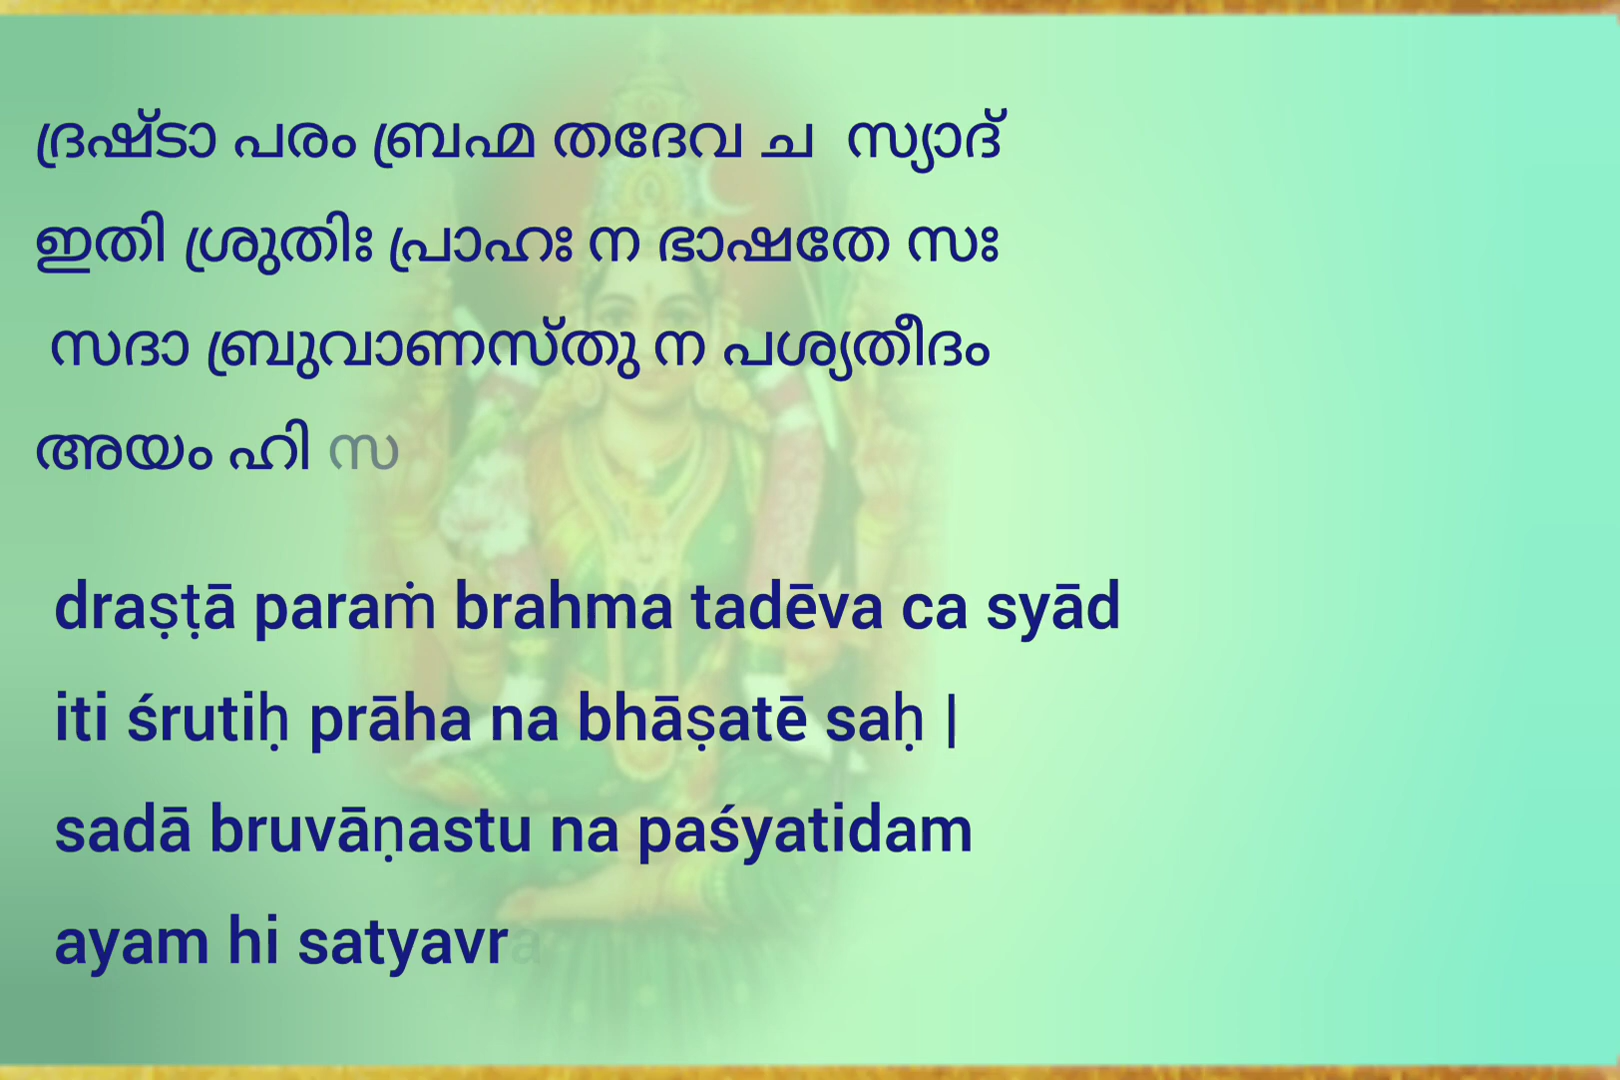 ദ്രഷ്ടാ പരം ബ്രഹ്മ തദേവ ച സ്യാദ്
ഇതി ശ്രുതിഃ പ്രാഹഃ ന ഭാഷതേ സഃ
സദാ ബ്രുവാണസ്തു ന പശ്യതീദം
അയം ഹി സ
draṣṭā paraṁ brahma tadēva ca syād
iti śrutiḥ prāha na bhāṣatē saḥ |
sadā bruvāṇastu na paśyatidam
ayam hi satyavra